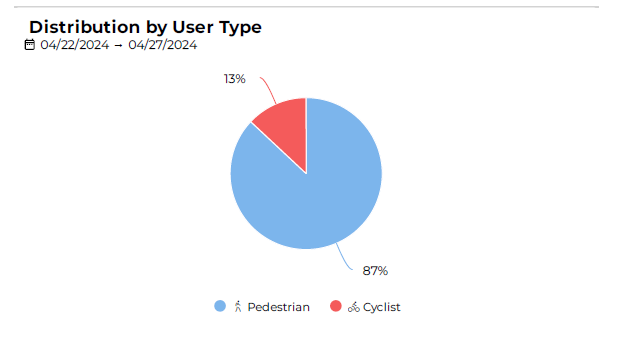 Distribution by User Type
04/22/2024 → 04/27/2024
13%
87%
Pedestrian Cyclist